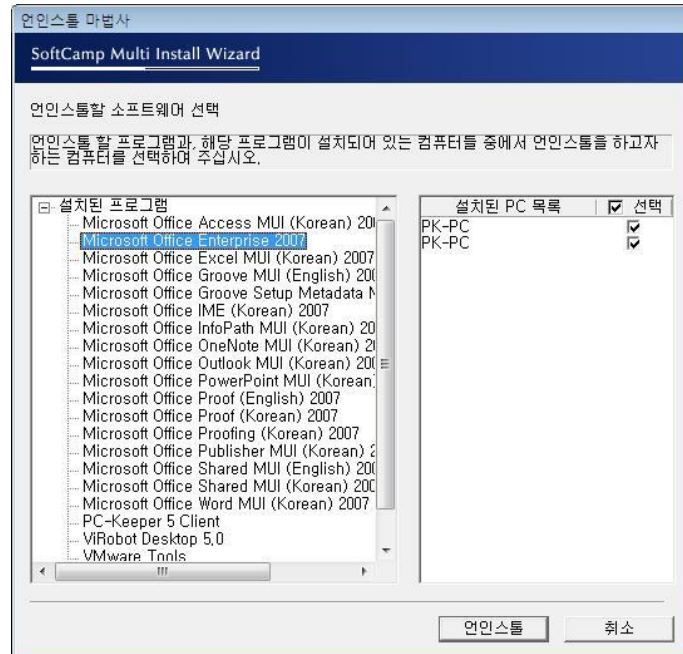 언인스톨 마법사
SoftCamp Multi Install Wizard
언인스톨할 소프트웨어 선택
언인스톨 할 프로그램과, 해당 프로그램이 설치되어 있는 컴퓨터들 중에서 언인스톨을 하고자
하는 컴퓨터를 선택하여 주십시오.
설치된 프로그램
Microsoft Office Access MUI (Korean) 20
Microsoft Office Enterprise 2007
Microsoft Office Excel MUI (Korean) 2007
Microsoft Office Groove MUI (English) 200
Microsoft Office Groove Setup Metadata M
Microsoft Office IME (Korean) 2007
Microsoft Office InfoPath MUI (Korean) 20
Microsoft Office OneNote MUI (Korean) 2
Microsoft Office Outlook MUI (Korean) 200
Microsoft Office PowerPoint MUI (Korean)
Microsoft Office Proof (English) 2007
Microsoft Office Proof (Korean) 2007
Microsoft Office Proofing (Korean) 2007
Microsoft Office Publisher MUI (Korean) 2
Microsoft Office Shared MUI (English) 200
Microsoft Office Shared MUI (Korean) 200
Microsoft Office Word MUI (Korean) 2007
PC-Keeper 5 Client
ViRobot Desktop 5.0
VMware Tools
설치된 PC 목록 선택
PK-PC
PK-PC
언인스톨 취소